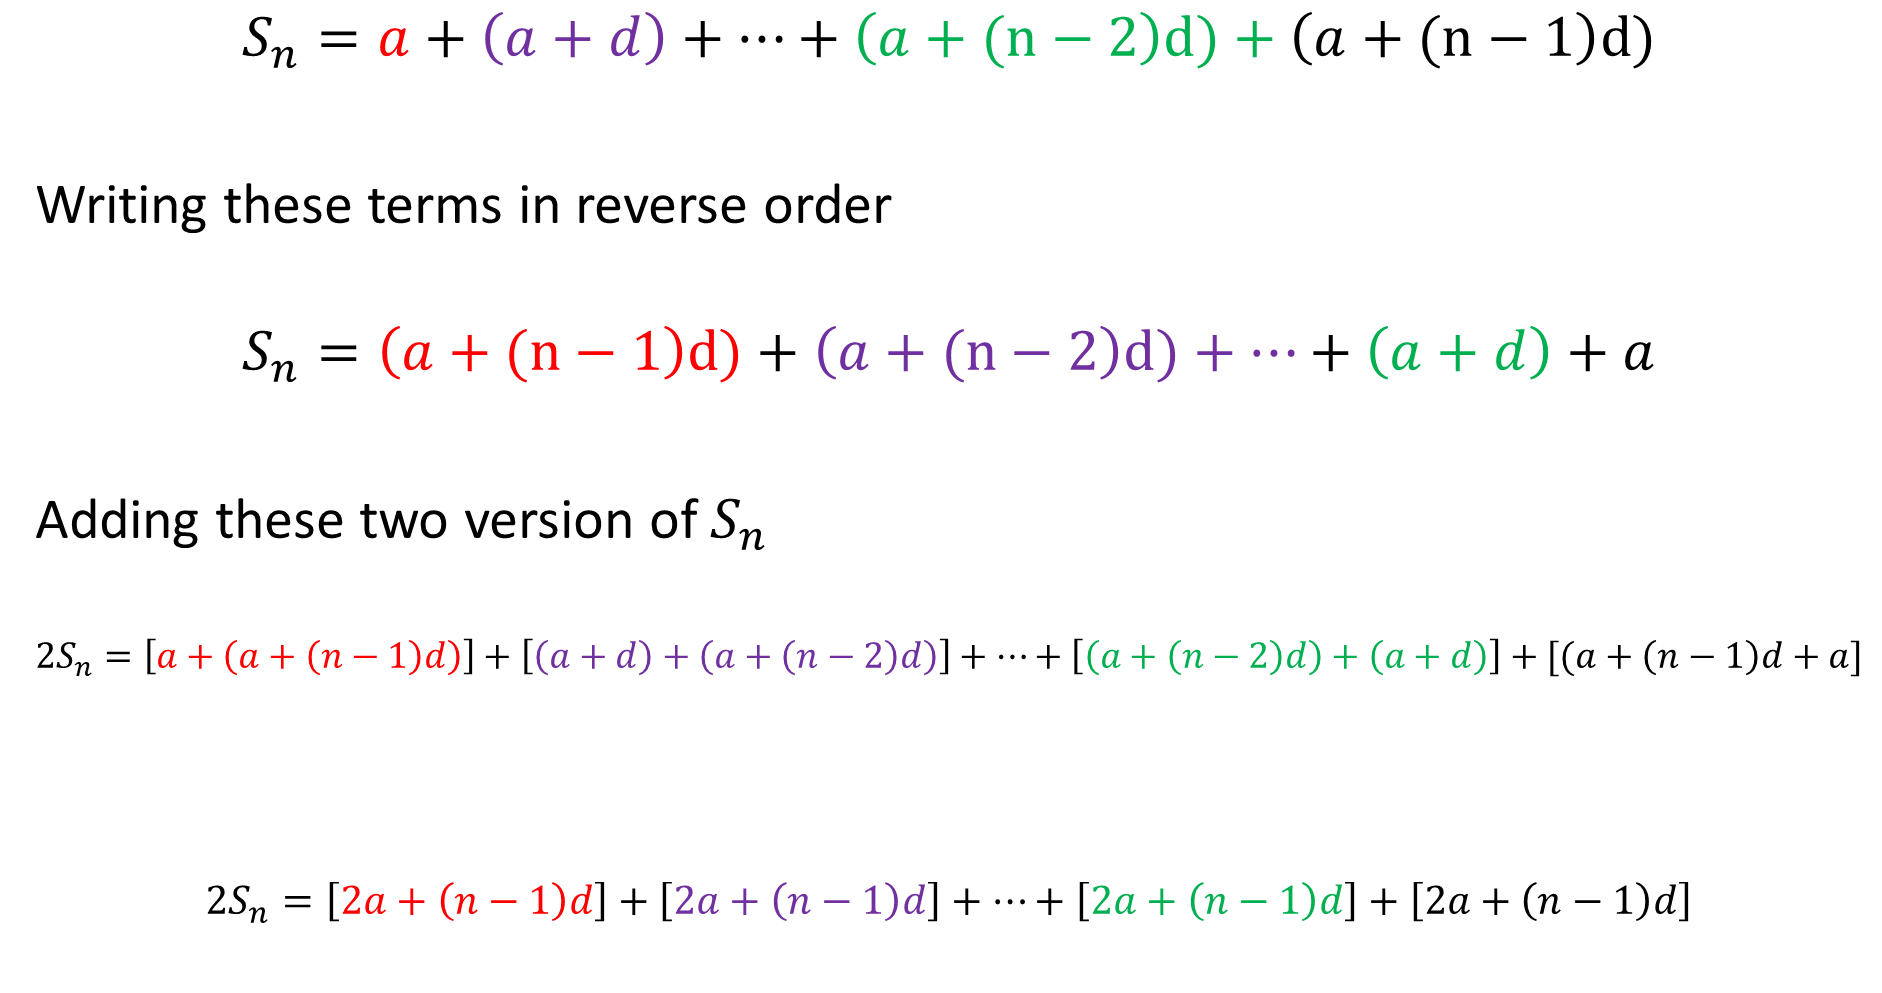 Sₙ = a + (a + d) + ⋯ + (a + (n − 2)d) + (a + (n − 1)d)
Writing these terms in reverse order
Sₙ = (a + (n − 1)d) + (a + (n − 2)d) + ⋯ + (a + d) + a
Adding these two version of Sₙ
2Sₙ = [a + (a + (n − 1)d)] + [(a + d) + (a + (n − 2)d)] + ⋯ + [(a + (n − 2)d) + (a + d)] + [(a + (n − 1)d + a]
2Sₙ = [2a + (n − 1)d] + [2a + (n − 1)d] + ⋯ + [2a + (n − 1)d] + [2a + (n − 1)d]